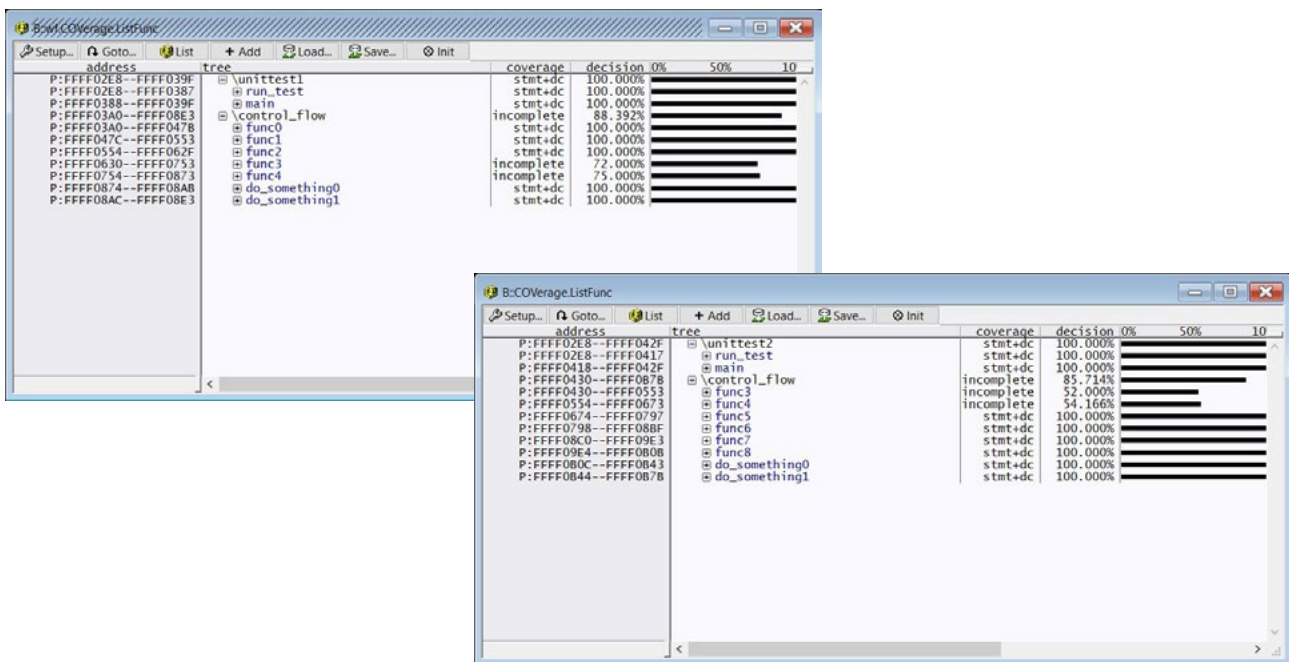 B::wf.COVerage.ListFunc
Setup... Goto... List + Add Load... Save... Init
address tree coverage decision 0% 50% 10
P:FFFF02E8--FFFF039F \unittest1 stmt+dc 100.000%
P:FFFF02E8--FFFF0387 run_test stmt+dc 100.000%
P:FFFF0388--FFFF039F main stmt+dc 100.000%
P:FFFF03A0--FFFF08E3 \control_flow incomplete 88.392%
P:FFFF03A0--FFFF047B func0 stmt+dc 100.000%
P:FFFF047C--FFFF0553 func1 stmt+dc 100.000%
P:FFFF0554--FFFF062F func2 stmt+dc 100.000%
P:FFFF0630--FFFF0753 func3 incomplete 72.000%
P:FFFF0754--FFFF0873 func4 incomplete 75.000%
P:FFFF0874--FFFF08AB do_something0 stmt+dc 100.000%
P:FFFF08AC--FFFF08E3 do_something1 stmt+dc 100.000%
B::COVerage.ListFunc
Setup... Goto... List + Add Load... Save... Init
address tree coverage decision 0% 50% 10
P:FFFF02E8--FFFF042F \unittest2 stmt+dc 100.000%
P:FFFF02E8--FFFF0417 run_test stmt+dc 100.000%
P:FFFF0418--FFFF042F main stmt+dc 100.000%
P:FFFF0430--FFFF0B7B \control_flow incomplete 85.714%
P:FFFF0430--FFFF0553 func3 incomplete 52.000%
P:FFFF0554--FFFF0673 func4 incomplete 54.166%
P:FFFF0674--FFFF0797 func5 stmt+dc 100.000%
P:FFFF0798--FFFF08BF func6 stmt+dc 100.000%
P:FFFF08C0--FFFF09E3 func7 stmt+dc 100.000%
P:FFFF09E4--FFFF0B0B func8 stmt+dc 100.000%
P:FFFF0B0C--FFFF0B43 do_something0 stmt+dc 100.000%
P:FFFF0B44--FFFF0B7B do_something1 stmt+dc 100.000%